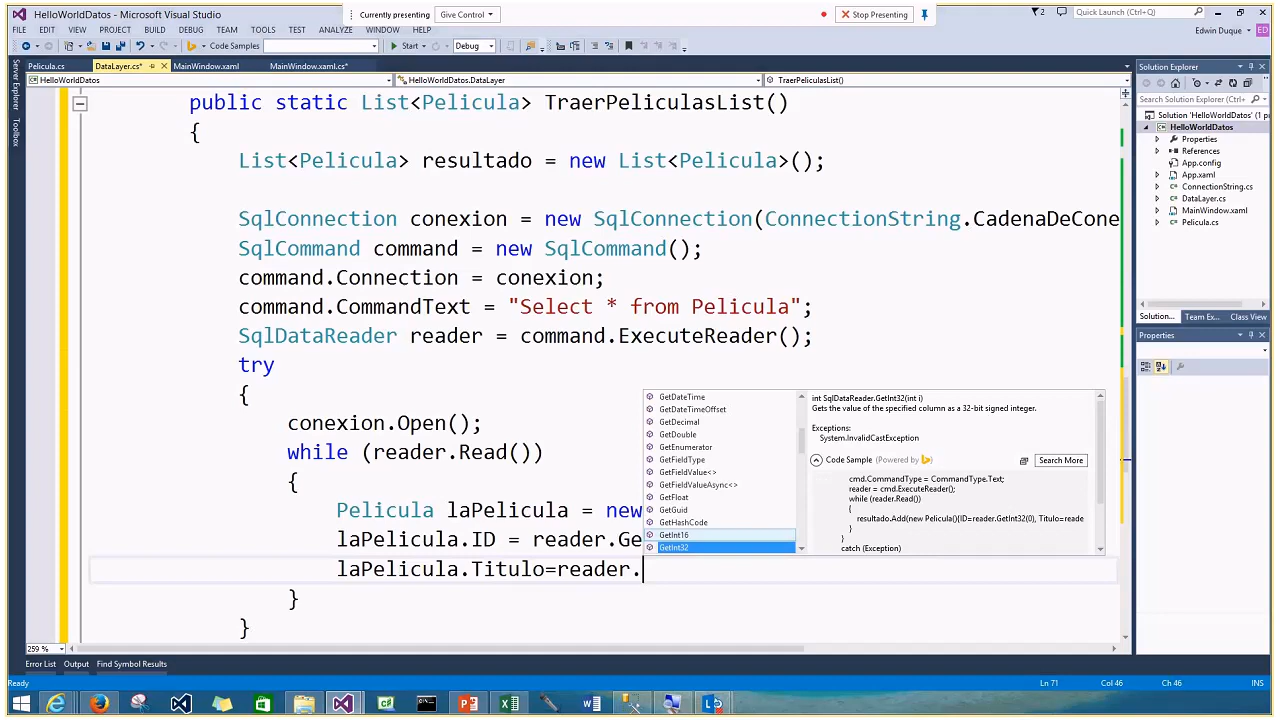 HelloWorldDatos - Microsoft Visual Studio
Currently presenting
Give Control
Stop Presenting
2
Quick Launch (Ctrl+Q)
FILE EDIT VIEW PROJECT BUILD DEBUG TEAM TOOLS TEST ARCHITECTURE ANALYZE WINDOW HELP
Edwin Duque ED
Code Samples
Start
Debug
Pelicula.cs
DataLayer.cs*
MainWindow.xaml
MainWindow.xaml.cs*
HelloWorldDatos
HelloWorldDatos.DataLayer
TraerPeliculasList()
Server Explorer
Toolbox
public static List<Pelicula> TraerPeliculasList()
{
List<Pelicula> resultado = new List<Pelicula>();
SqlConnection conexion = new SqlConnection(ConnectionString.CadenaDeCone
SqlCommand command = new SqlCommand();
command.Connection = conexion;
command.CommandText = "Select * from Pelicula";
SqlDataReader reader = command.ExecuteReader();
try
{
conexion.Open();
while (reader.Read())
{
Pelicula laPelicula = new
laPelicula.ID = reader.Ge
laPelicula.Titulo=reader.
}
}
GetDateTime
GetDateTimeOffset
GetDecimal
GetDouble
GetEnumerator
GetFieldType
GetFieldValue<>
GetFieldValueAsync<>
GetFloat
GetGuid
GetHashCode
GetInt16
GetInt32
int SqlDataReader.GetInt32(int i)
Gets the value of the specified column as a 32-bit signed integer.
Exceptions:
System.InvalidCastException
Code Sample (Powered by
Search More
cmd.CommandType = CommandType.Text;
reader = cmd.ExecuteReader();
while (reader.Read())
{
resultado.Add(new Pelicula(){ID=reader.GetInt32(0), Titulo=reade
}
catch (Exception)
Solution Explorer
Search Solution Explorer (Ctrl+
Solution 'HelloWorldDatos' (1 p
HelloWorldDatos
Properties
References
App.config
App.xaml
ConnectionString.cs
DataLayer.cs
MainWindow.xaml
Pelicula.cs
Solution...
Team Ex...
Class View
Properties
259 %
Error List Output Find Symbol Results
Ready
Ln 71
Col 46
Ch 46
INS